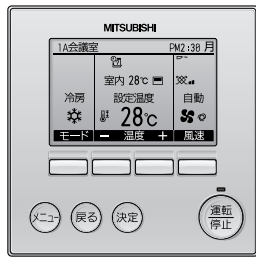 MITSUBISHI
1A会議室 PM2:30 月
室内 28℃
冷房 設定温度 自動
28℃
モード － 温度 ＋ 風速
メニュー 戻る 決定 運転
停止